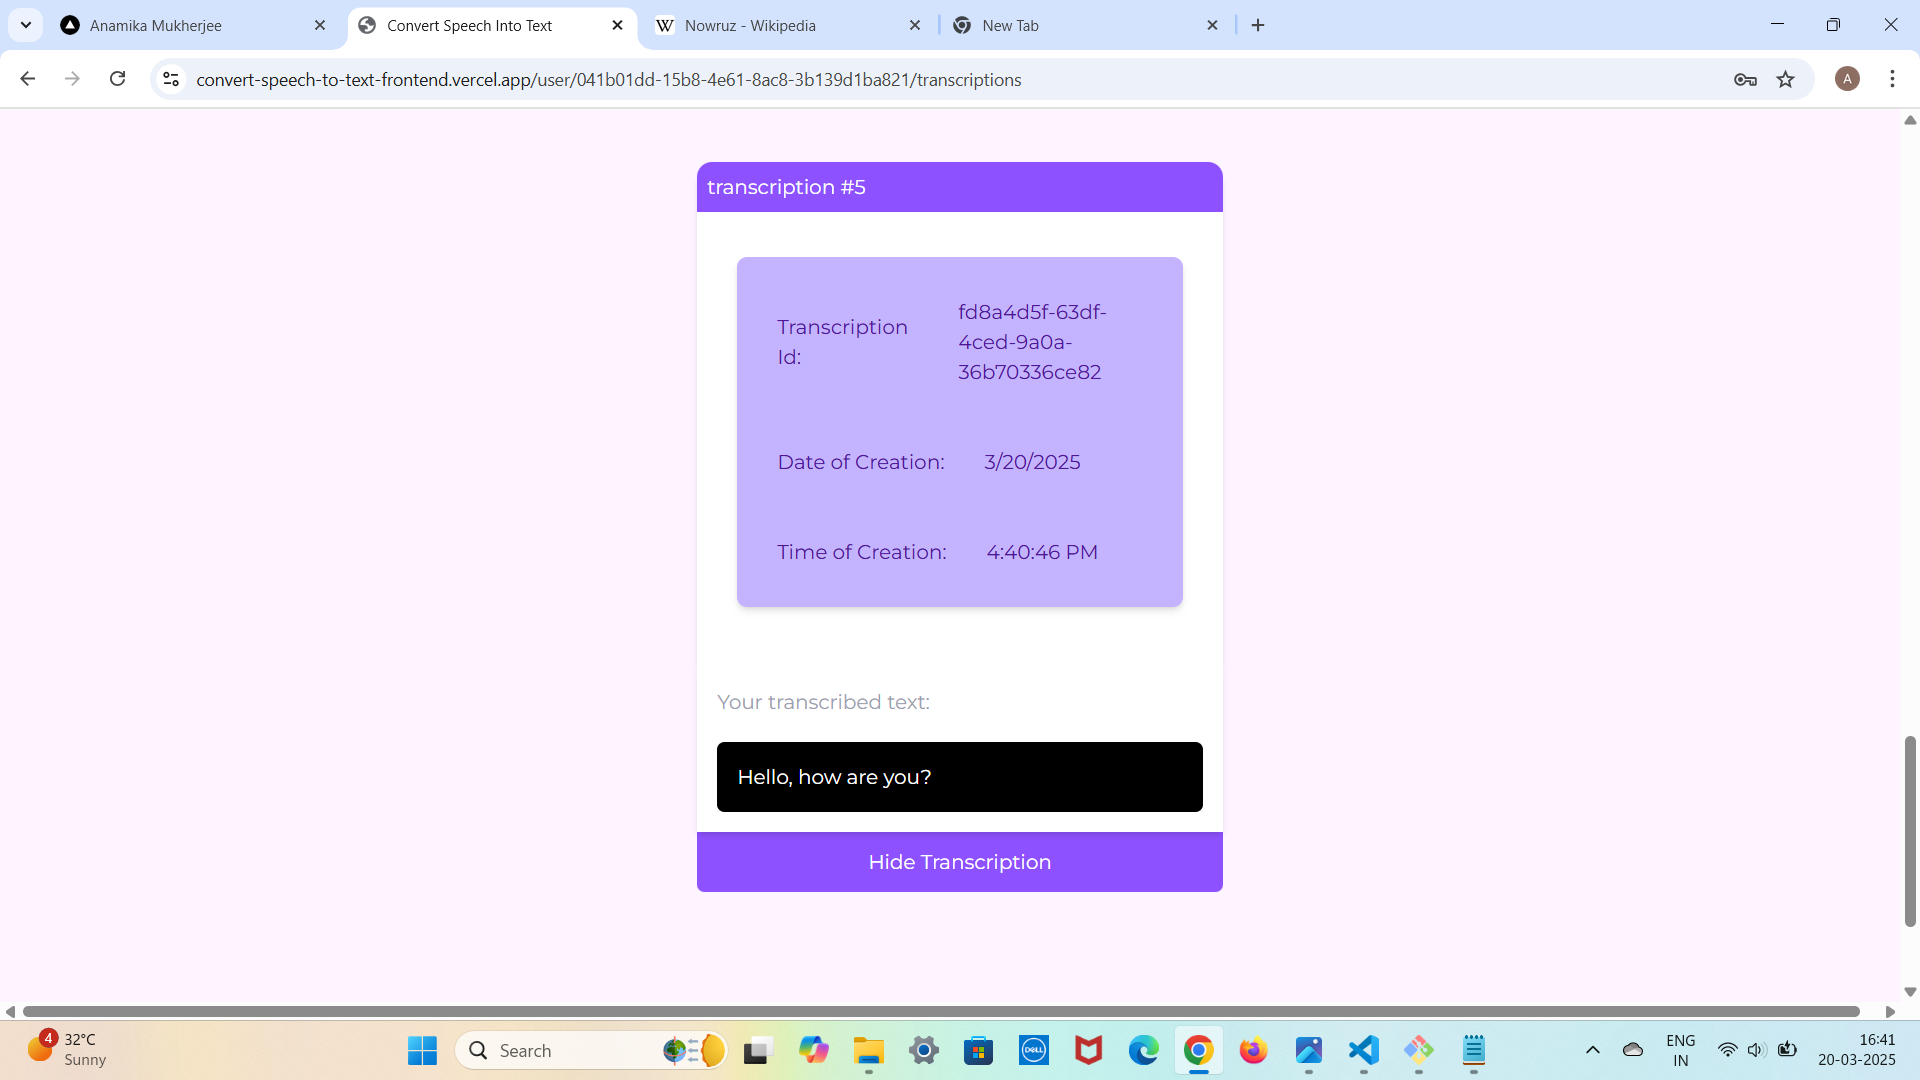 Anamika Mukherjee
Convert Speech Into Text
W Nowruz - Wikipedia
New Tab
convert-speech-to-text-frontend.vercel.app/user/041b01dd-15b8-4e61-8ac8-3b139d1ba821/transcriptions
A
transcription #5
Transcription
Id:
fd8a4d5f-63df-
4ced-9a0a-
36b70336ce82
Date of Creation: 3/20/2025
Time of Creation: 4:40:46 PM
Your transcribed text:
Hello, how are you?
Hide Transcription
4
32°C
Sunny
Search
DELL
ENG
IN
16:41
20-03-2025